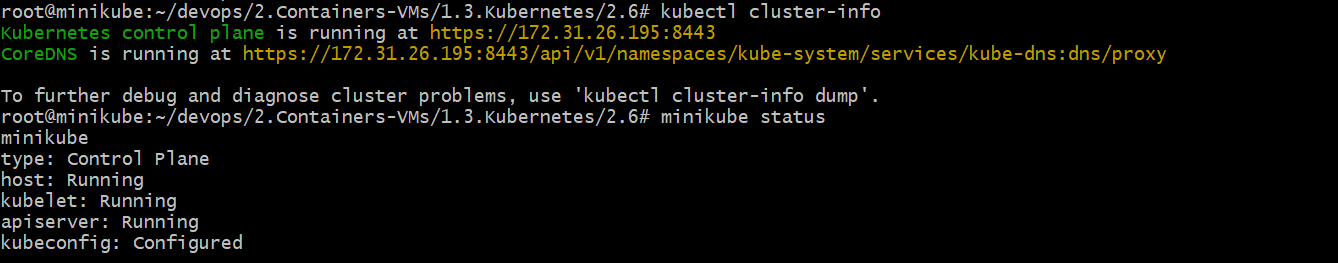 root@minikube:~/devops/2.Containers-VMs/1.3.Kubernetes/2.6# kubectl cluster-info
Kubernetes control plane is running at https://172.31.26.195:8443
CoreDNS is running at https://172.31.26.195:8443/api/v1/namespaces/kube-system/services/kube-dns:dns/proxy

To further debug and diagnose cluster problems, use 'kubectl cluster-info dump'.
root@minikube:~/devops/2.Containers-VMs/1.3.Kubernetes/2.6# minikube status
minikube
type: Control Plane
host: Running
kubelet: Running
apiserver: Running
kubeconfig: Configured